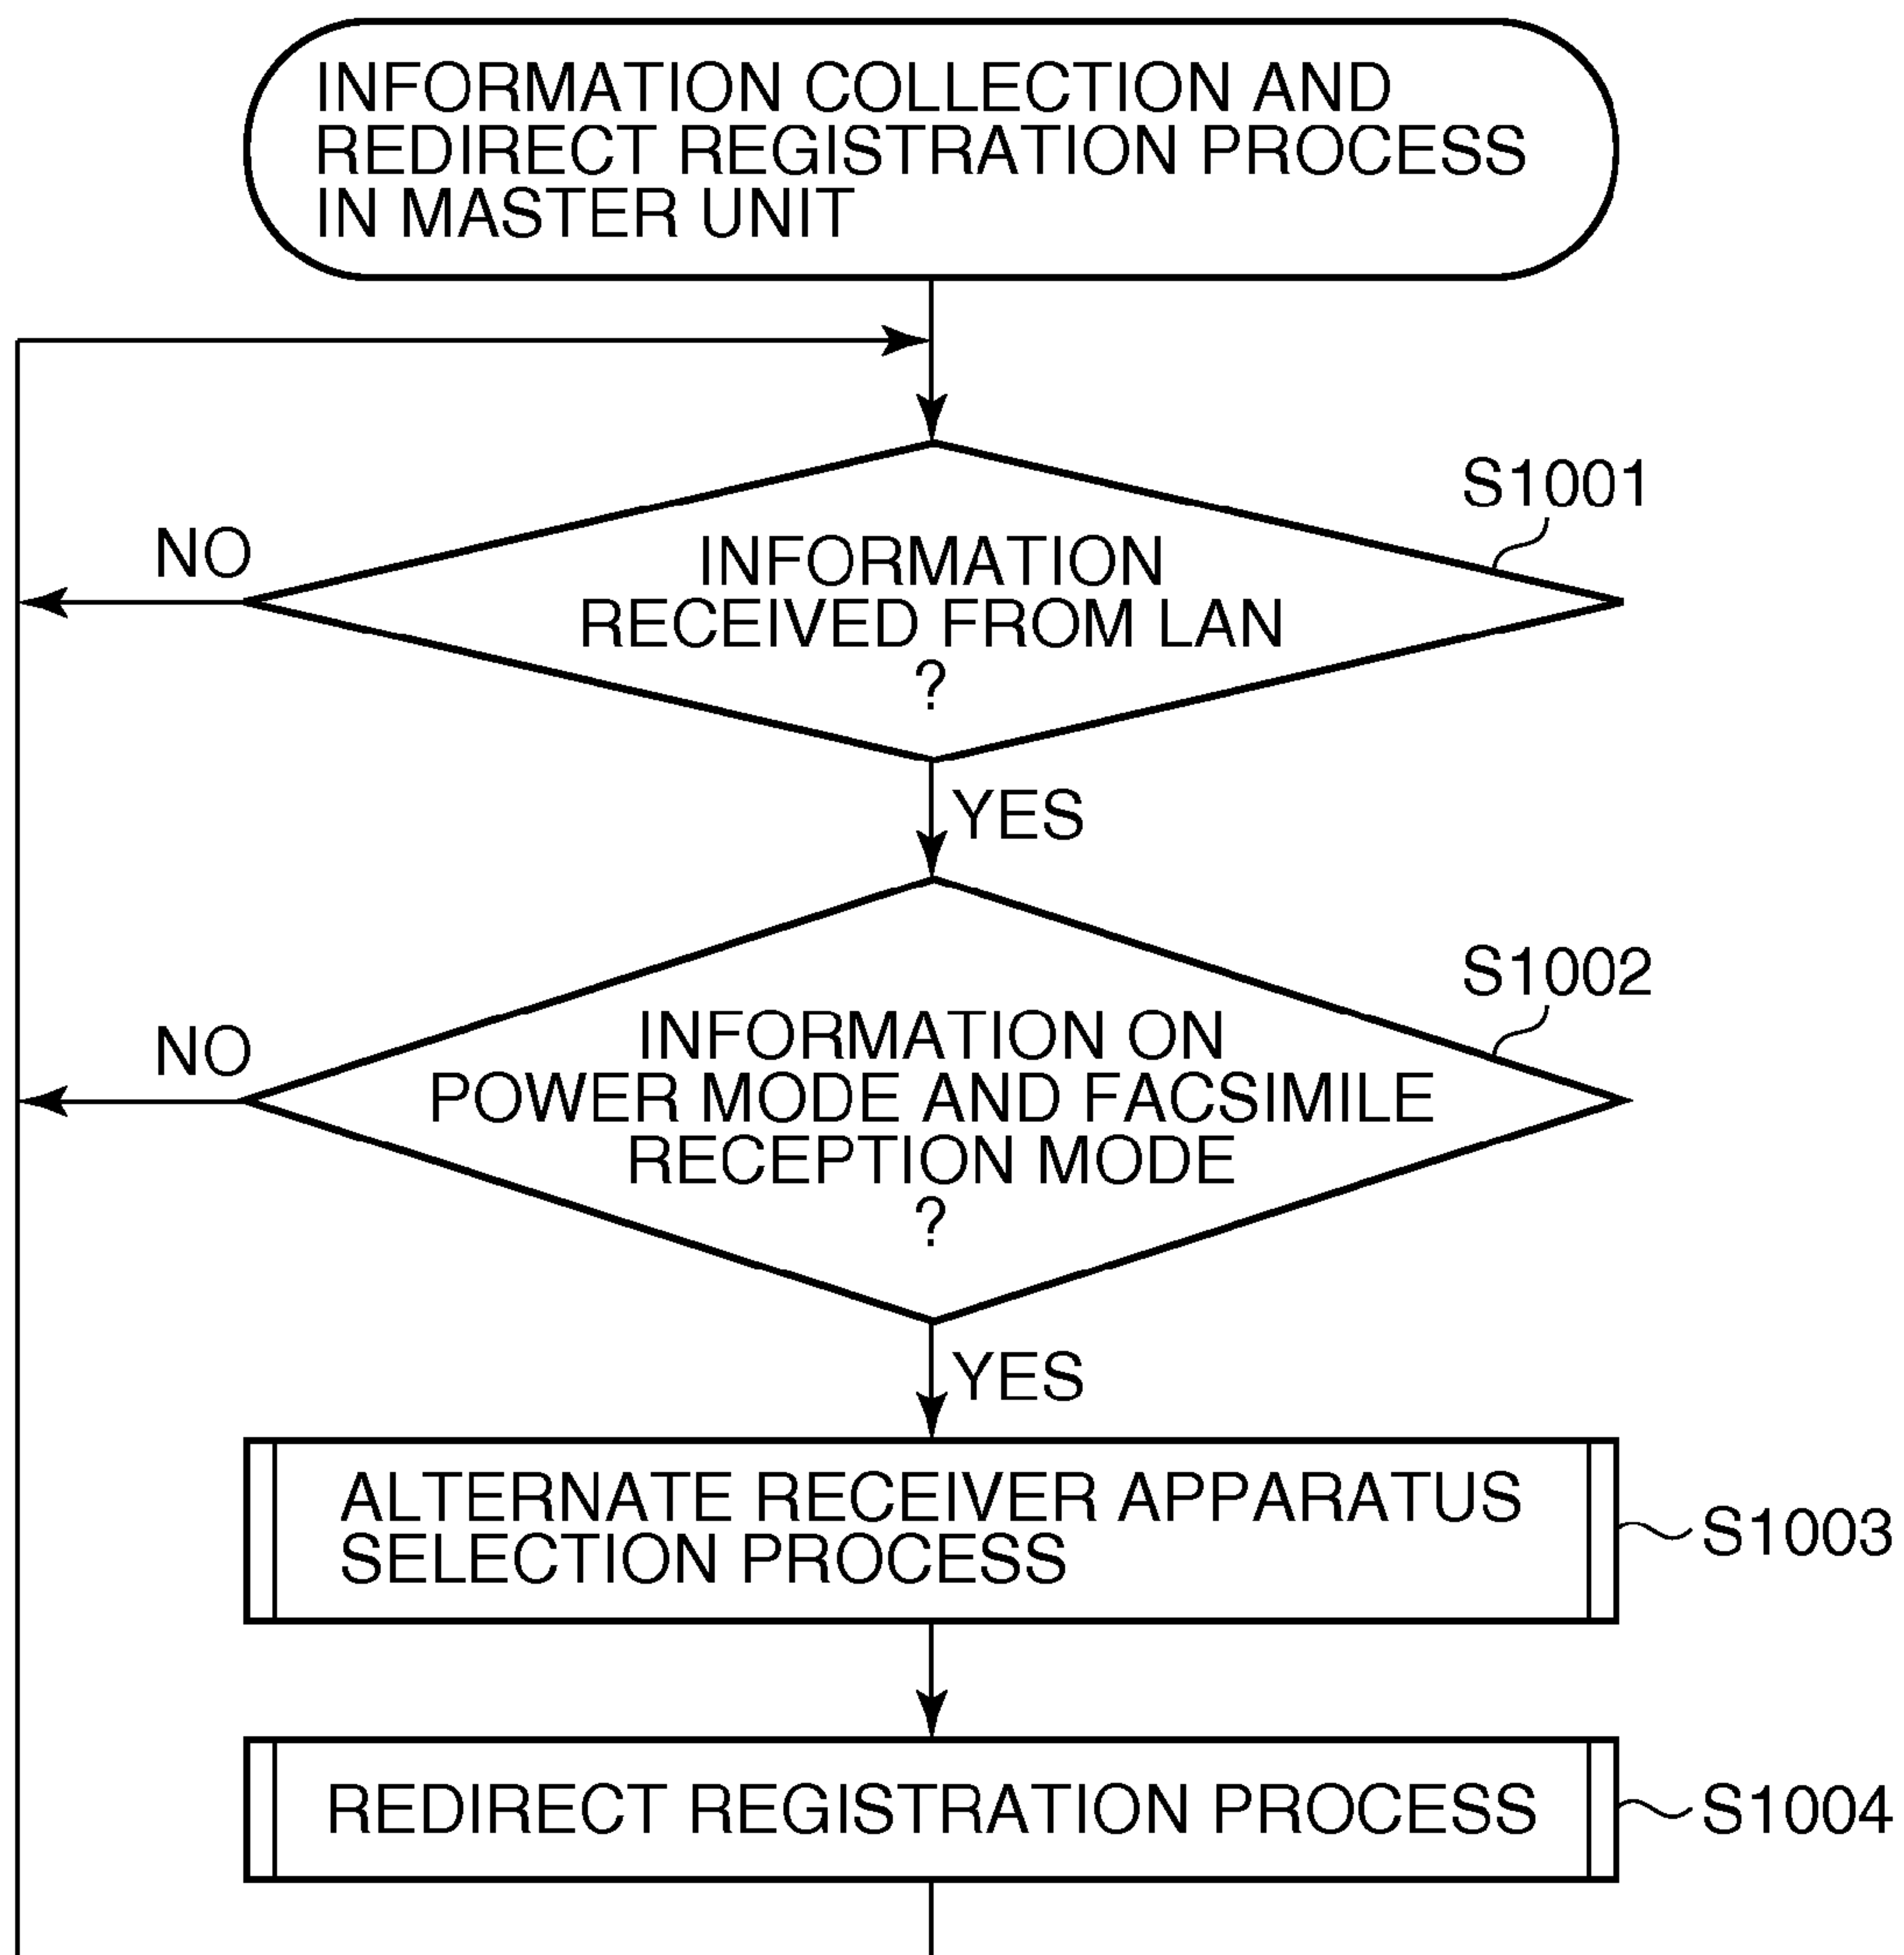 INFORMATION COLLECTION AND
REDIRECT REGISTRATION PROCESS
IN MASTER UNIT
S1001
NO
INFORMATION
RECEIVED FROM LAN
?
YES
S1002
NO
INFORMATION ON
POWER MODE AND FACSIMILE
RECEPTION MODE
?
YES
ALTERNATE RECEIVER APPARATUS
SELECTION PROCESS
S1003
REDIRECT REGISTRATION PROCESS
S1004